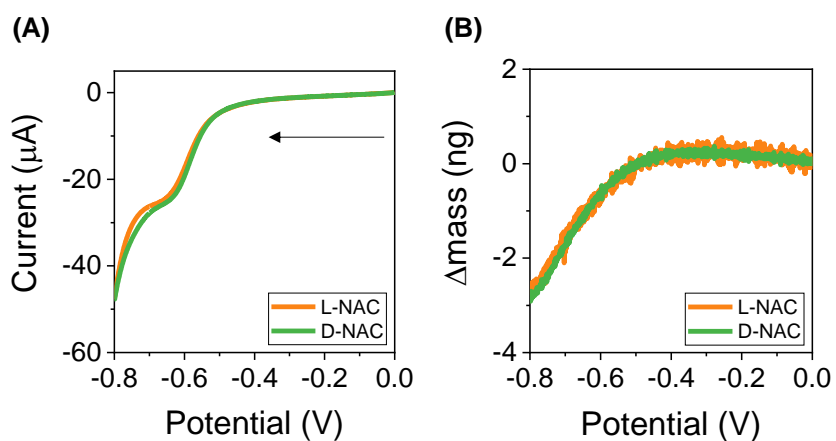 (A)
Current (μA)
0
-20
-40
-60
-0.8 -0.6 -0.4 -0.2 0.0
Potential (V)
L-NAC
D-NAC
(B)
Δmass (ng)
2
0
-2
-4
-0.8 -0.6 -0.4 -0.2 0.0
Potential (V)
L-NAC
D-NAC